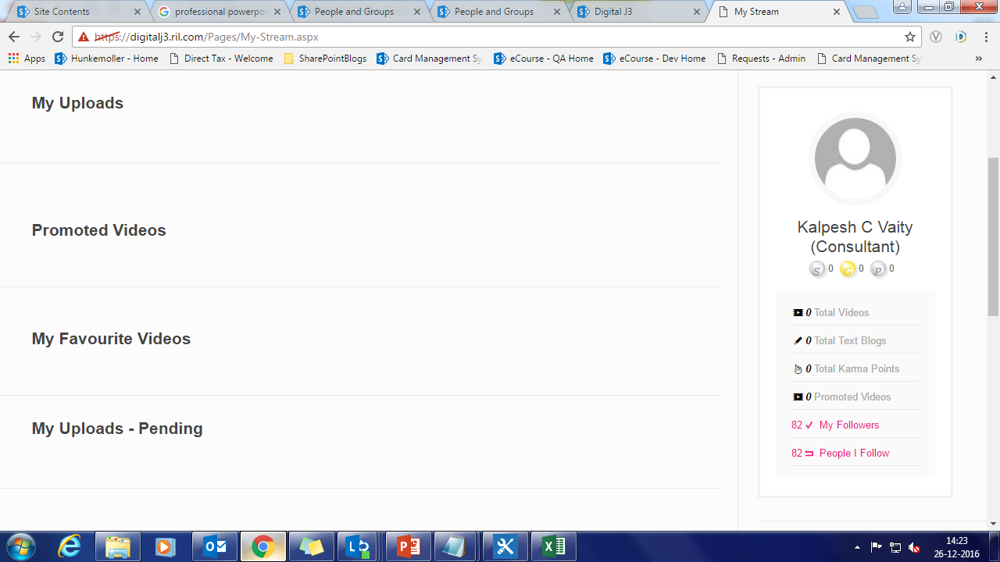 Site Contents
professional powerpoi
People and Groups
People and Groups
Digital J3
My Stream
https://digitalj3.ril.com/Pages/My-Stream.aspx
Apps
Hunkemoller - Home
Direct Tax - Welcome
SharePointBlogs
Card Management Sy
eCourse - QA Home
eCourse - Dev Home
Requests - Admin
Card Management Sy
My Uploads
Promoted Videos
My Favourite Videos
My Uploads - Pending
Kalpesh C Vaity
(Consultant)
S 0 G 0 P 0
0 Total Videos
0 Total Text Blogs
0 Total Karma Points
0 Promoted Videos
82 My Followers
82 People I Follow
14:23
26-12-2016